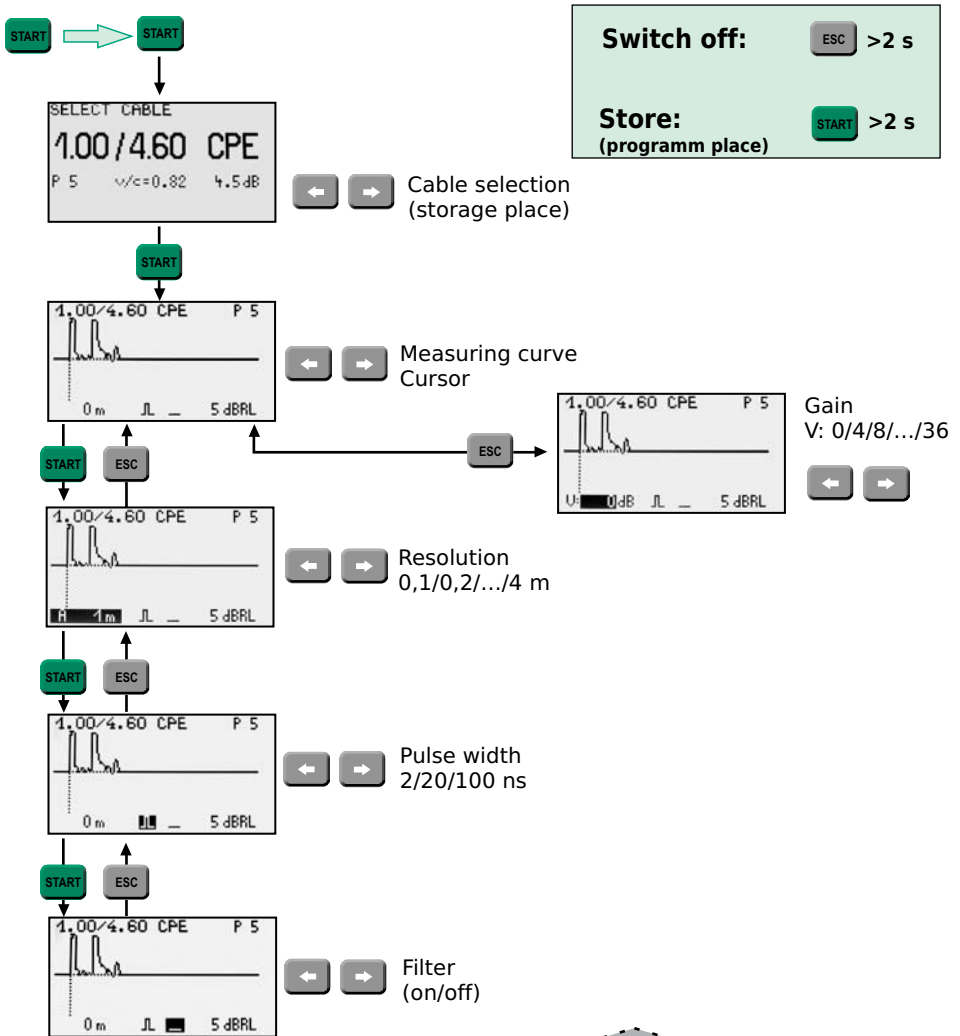 START START
Switch off: ESC >2 s
Store: START >2 s
(programm place)
SELECT CABLE
1.00/4.60 CPE
P 5 v/c=0.82 4.5dB
Cable selection
(storage place)
START
1.00/4.60 CPE P 5
0 m 5 dBRL
Measuring curve
Cursor
START ESC
ESC
1.00/4.60 CPE P 5
V: 0dB 5 dBRL
Gain
V: 0/4/8/.../36
1.00/4.60 CPE P 5
A 1m 5 dBRL
Resolution
0,1/0,2/.../4 m
START ESC
1.00/4.60 CPE P 5
0 m 5 dBRL
Pulse width
2/20/100 ns
START ESC
1.00/4.60 CPE P 5
0 m 5 dBRL
Filter
(on/off)